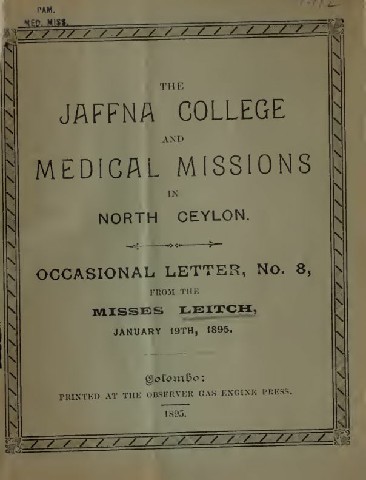 PAM.
MED. MISS.
THE
JAFFNA COLLEGE
AND
MEDICAL MISSIONS
IN
NORTH CEYLON.
OCCASIONAL LETTER, No. 8,
FROM THE
MISSES LEITCH,
JANUARY 19TH, 1895.
Colombo:
PRINTED AT THE OBSERVER GAS ENGINE PRESS.
1895.